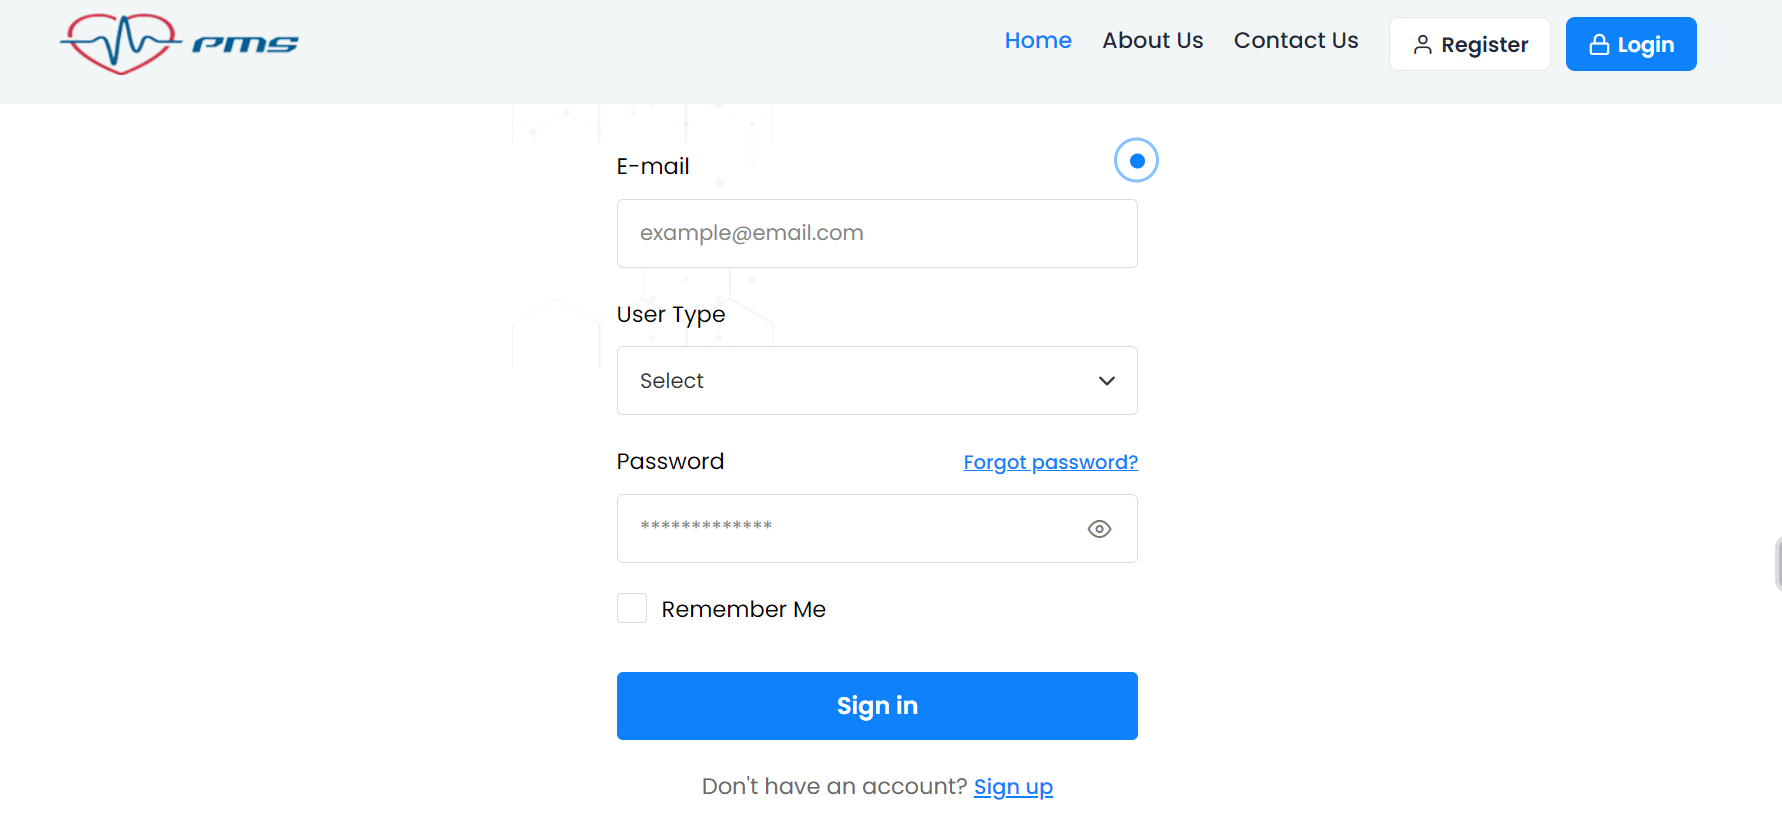 PMS
Home About Us Contact Us Register Login
E-mail
example@email.com
User Type
Select
Password Forgot password?
*************
Remember Me
Sign in
Don't have an account? Sign up